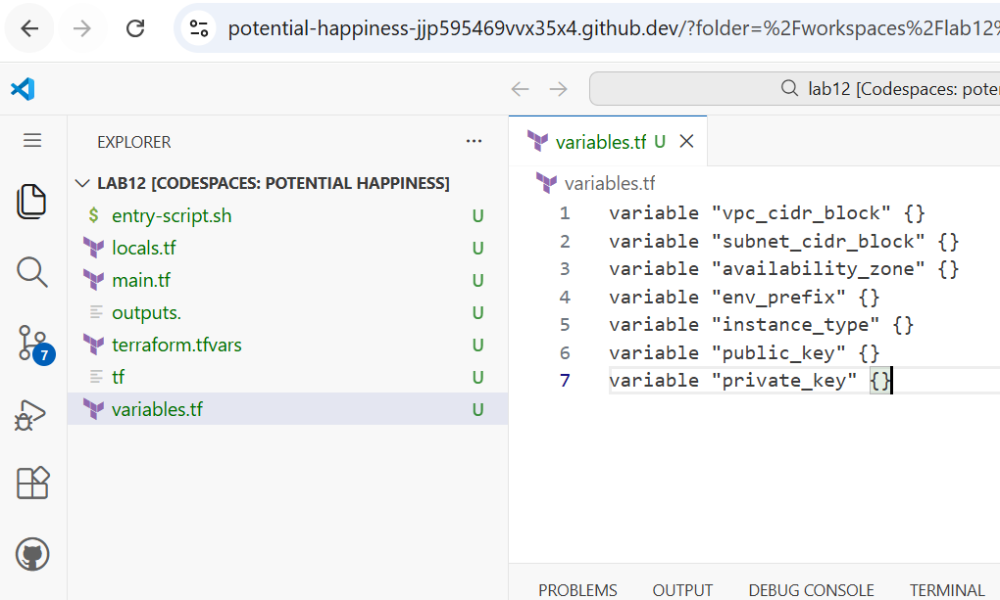 potential-happiness-jjp595469vvx35x4.github.dev/?folder=%2Fworkspaces%2Flab12%
lab12 [Codespaces: poten
EXPLORER
LAB12 [CODESPACES: POTENTIAL HAPPINESS]
$ entry-script.sh U
locals.tf U
main.tf U
outputs. U
terraform.tfvars U
tf U
variables.tf U
7
variables.tf U
variables.tf
1 variable "vpc_cidr_block" {}
2 variable "subnet_cidr_block" {}
3 variable "availability_zone" {}
4 variable "env_prefix" {}
5 variable "instance_type" {}
6 variable "public_key" {}
7 variable "private_key" {}
PROBLEMS OUTPUT DEBUG CONSOLE TERMINAL